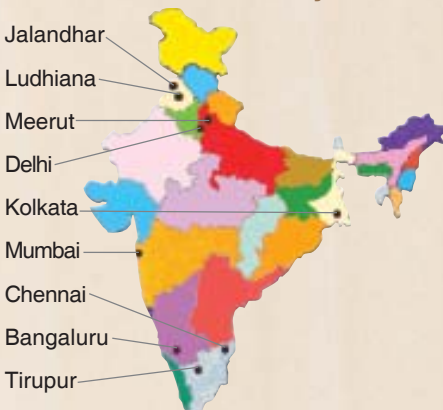 Jalandhar
Ludhiana
Meerut
Delhi
Kolkata
Mumbai
Chennai
Bangaluru
Tirupur